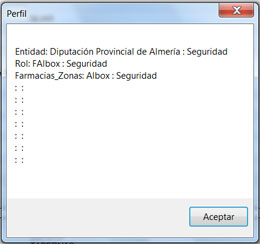 Perfil
Entidad: Diputación Provincial de Almería : Seguridad
Rol: FAlbox : Seguridad
Farmacias_Zonas: Albox : Seguridad
: :
: :
: :
: :
: :
: :
: :
Aceptar